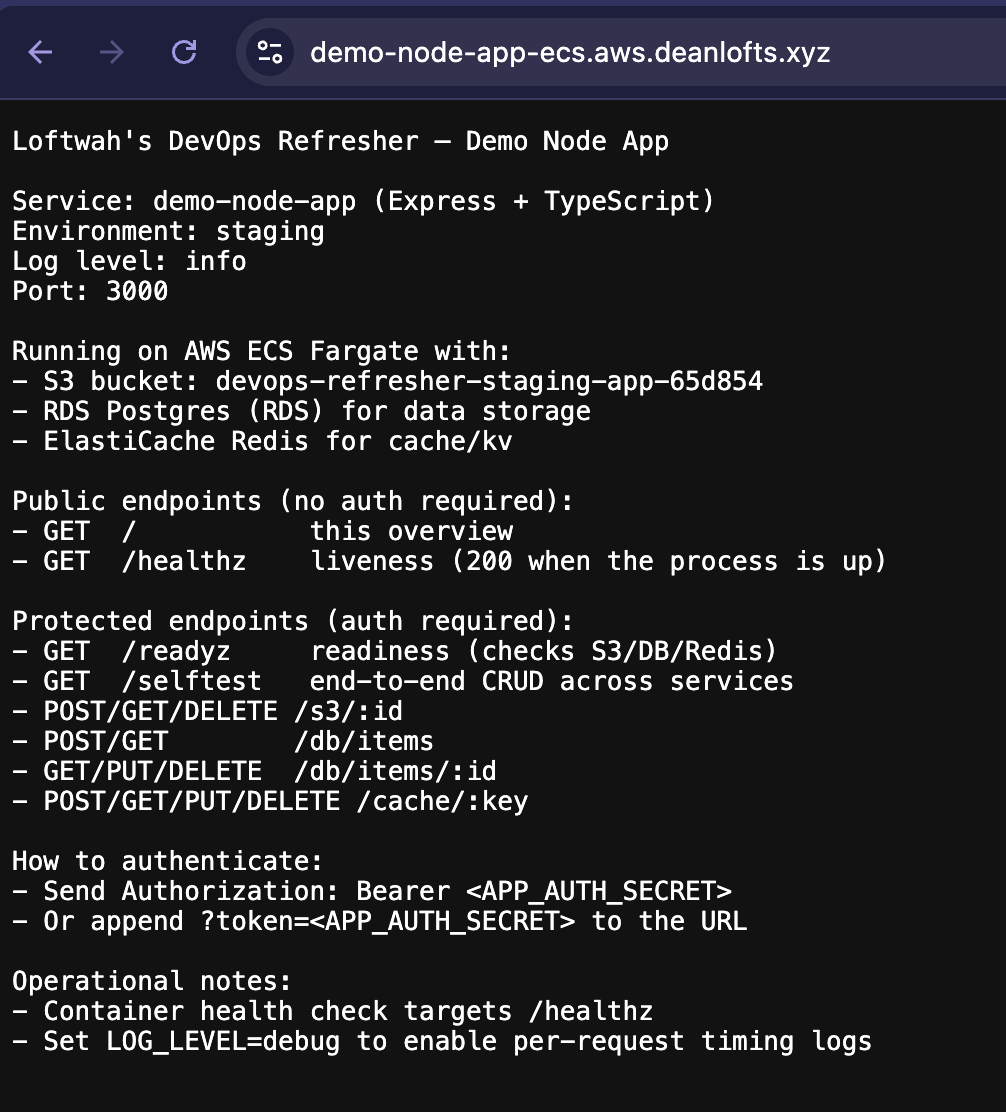 demo-node-app-ecs.aws.deanlofts.xyz
Loftwah's DevOps Refresher — Demo Node App
Service: demo-node-app (Express + TypeScript)
Environment: staging
Log level: info
Port: 3000
Running on AWS ECS Fargate with:
- S3 bucket: devops-refresher-staging-app-65d854
- RDS Postgres (RDS) for data storage
- ElastiCache Redis for cache/kv
Public endpoints (no auth required):
- GET  /           this overview
- GET  /healthz    liveness (200 when the process is up)
Protected endpoints (auth required):
- GET  /readyz     readiness (checks S3/DB/Redis)
- GET  /selftest   end-to-end CRUD across services
- POST/GET/DELETE /s3/:id
- POST/GET        /db/items
- GET/PUT/DELETE  /db/items/:id
- POST/GET/PUT/DELETE /cache/:key
How to authenticate:
- Send Authorization: Bearer <APP_AUTH_SECRET>
- Or append ?token=<APP_AUTH_SECRET> to the URL
Operational notes:
- Container health check targets /healthz
- Set LOG_LEVEL=debug to enable per-request timing logs